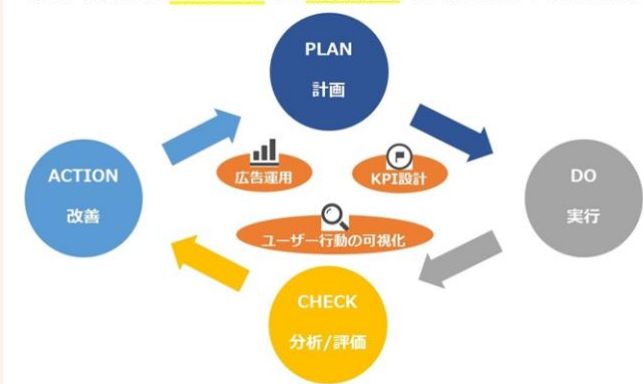 PLAN
計画
広告運用
KPI設計
ACTION
改善
DO
実行
ユーザー行動の可視化
CHECK
分析/評価